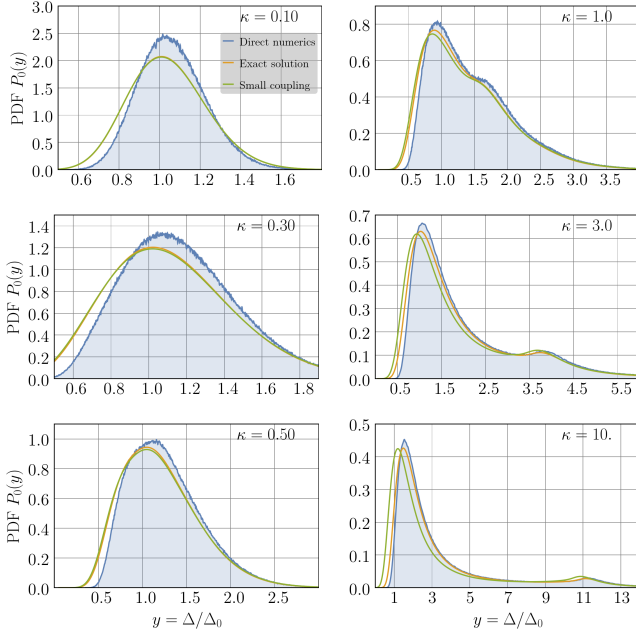 κ = 0.10
Direct numerics
Exact solution
Small coupling
PDF P₀(y)
3.0
2.5
2.0
1.5
1.0
0.5
0.0
0.6 0.8 1.0 1.2 1.4 1.6
κ = 1.0
0.8
0.6
0.4
0.2
0.0
0.5 1.0 1.5 2.0 2.5 3.0 3.5
κ = 0.30
PDF P₀(y)
1.4
1.2
1.0
0.8
0.6
0.4
0.2
0.0
0.6 0.8 1.0 1.2 1.4 1.6 1.8
κ = 3.0
0.7
0.6
0.5
0.4
0.3
0.2
0.1
0.0
0.5 1.5 2.5 3.5 4.5 5.5
κ = 0.50
PDF P₀(y)
1.0
0.8
0.6
0.4
0.2
0.0
0.5 1.0 1.5 2.0 2.5
y = Δ/Δ₀
κ = 10.
0.5
0.4
0.3
0.2
0.1
0.0
1 3 5 7 9 11 13
y = Δ/Δ₀